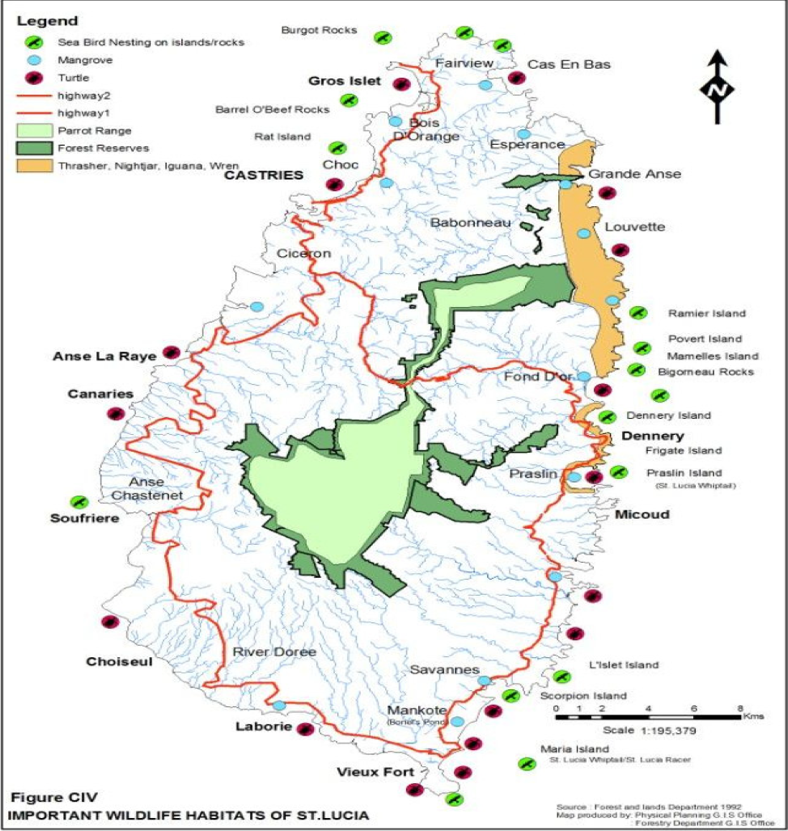 Legend
Sea Bird Nesting on islands/rocks
Mangrove
Turtle
highway2
highway1
Parrot Range
Forest Reserves
Thrasher, Nightjar, Iguana, Wren
Burgot Rocks
Fairview
Cas En Bas
Gros Islet
N
Barrel O'Beef Rocks
Bois
D'Orange
Rat Island
Esperance
Choc
CASTRIES
Grande Anse
Babonneau
Louvette
Ciceron
Ramier Island
Povert Island
Anse La Raye
Mamelles Island
Fond D'or
Bigorneau Rocks
Canaries
Dennery Island
Dennery
Frigate Island
Praslin
Praslin Island
(St. Lucia Whiptail)
Anse
Chastenet
Soufriere
Micoud
River Doree
Choiseul
Savannes
L'Islet Island
Scorpion Island
Mankote
0 1 2 4 6 8 Kms
Scale 1:195,379
Laborie
Maria Island
St. Lucia Whiptail/St. Lucia Racer
Vieux Fort
Figure CIV
IMPORTANT WILDLIFE HABITATS OF ST.LUCIA
Source : Forest and lands Department 1992
Map produced by: Physical Planning G.I.S Office
: Forestry Department G.I.S Office